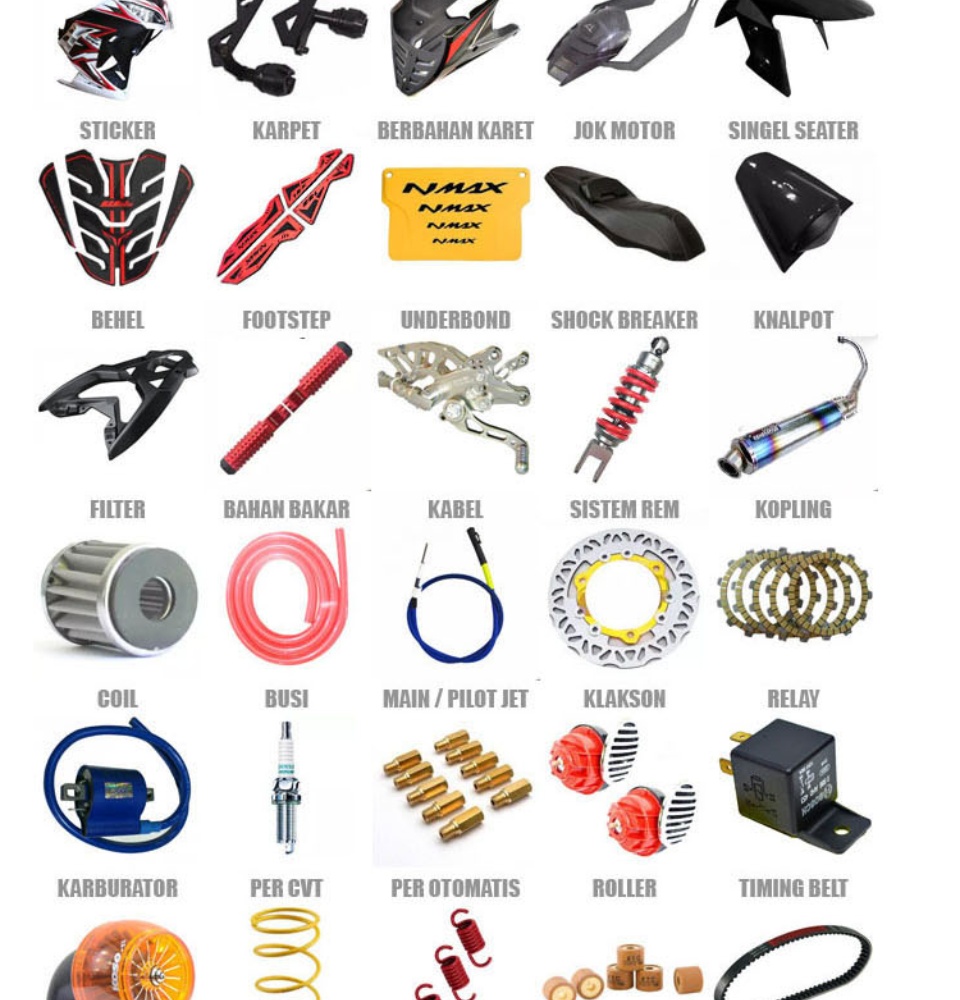 STICKER
KARPET
BERBAHAN KARET
JOK MOTOR
SINGEL SEATER
NMAX
NMAX
NMAX
NMAX
BEHEL
FOOTSTEP
UNDERBOND
SHOCK BREAKER
KNALPOT
FILTER
BAHAN BAKAR
KABEL
SISTEM REM
KOPLING
COIL
BUSI
MAIN / PILOT JET
KLAKSON
RELAY
KARBURATOR
PER CVT
PER OTOMATIS
ROLLER
TIMING BELT